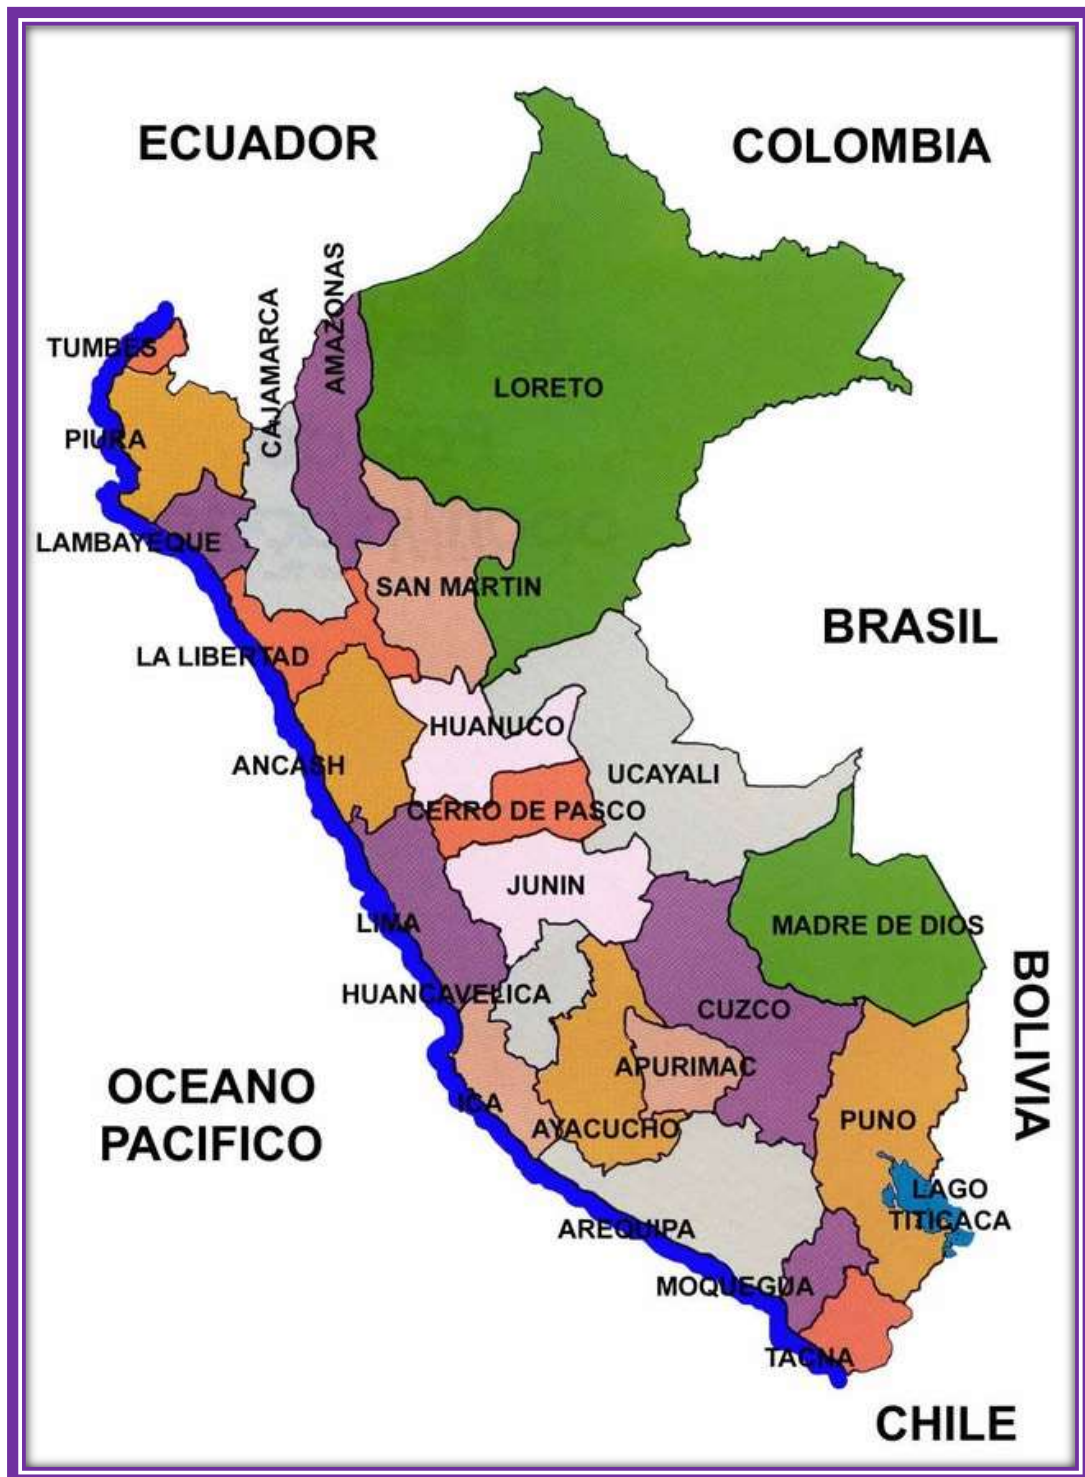 ECUADOR
COLOMBIA
AMAZONAS
CAJAMARCA
TUMBES
LORETO
PIURA
LAMBAYEQUE
SAN MARTIN
BRASIL
LA LIBERTAD
HUANUCO
ANCASH
UCAYALI
CERRO DE PASCO
JUNIN
LIMA
MADRE DE DIOS
HUANCAVELICA
CUZCO
BOLIVIA
APURIMAC
OCEANO
PACIFICO
ICA
AYACUCHO
PUNO
LAGO
TITICACA
AREQUIPA
MOQUEGUA
TACNA
CHILE